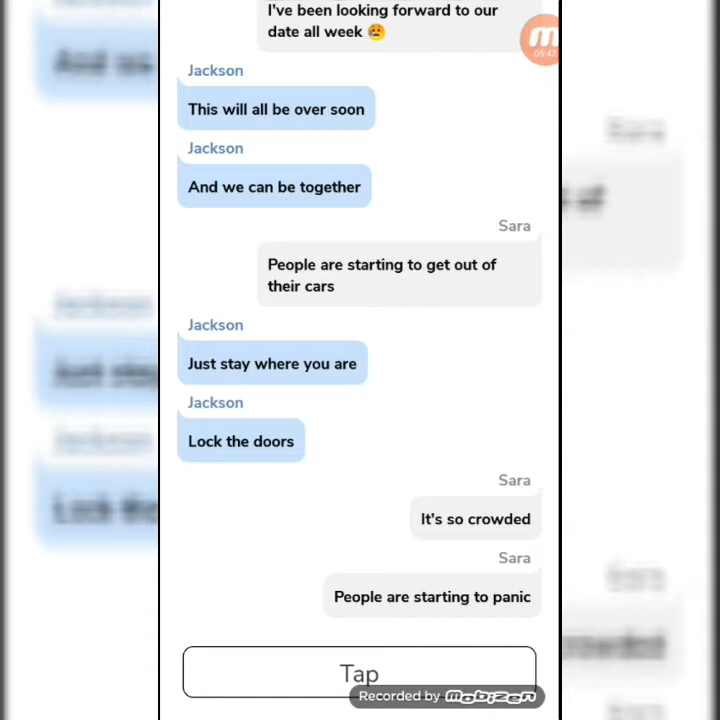 I've been looking forward to our
date all week 😢
05:43
Jackson
This will all be over soon
Jackson
And we can be together
Sara
People are starting to get out of
their cars
Jackson
Just stay where you are
Jackson
Lock the doors
Sara
It's so crowded
Sara
People are starting to panic
Tap
Recorded by mobizen